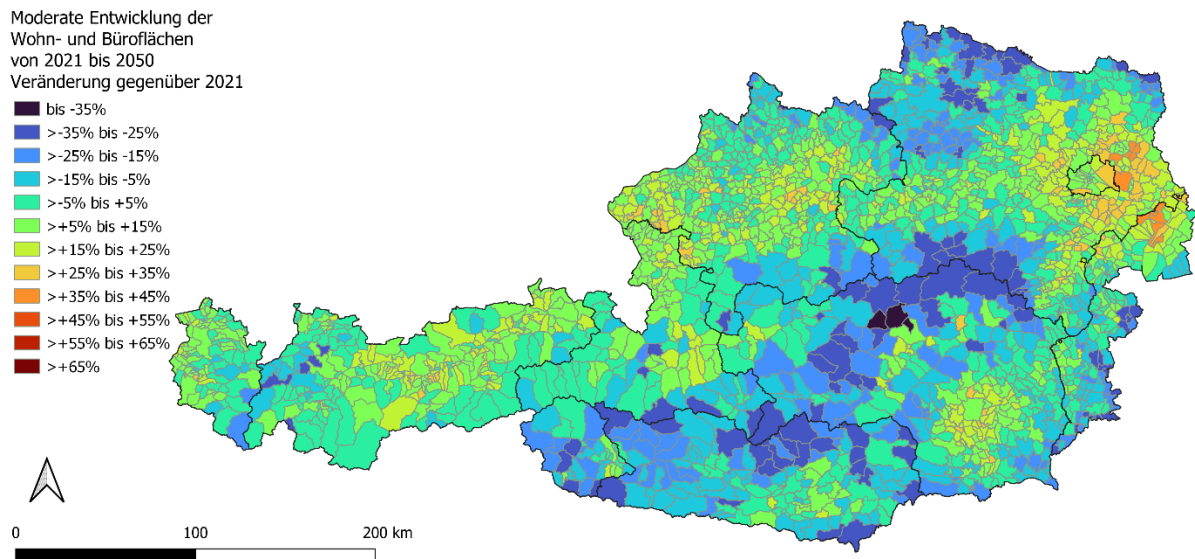 Moderate Entwicklung der
Wohn- und Büroflächen
von 2021 bis 2050
Veränderung gegenüber 2021
bis -35%
>-35% bis -25%
>-25% bis -15%
>-15% bis -5%
>-5% bis +5%
>+5% bis +15%
>+15% bis +25%
>+25% bis +35%
>+35% bis +45%
>+45% bis +55%
>+55% bis +65%
>+65%
0 100 200 km